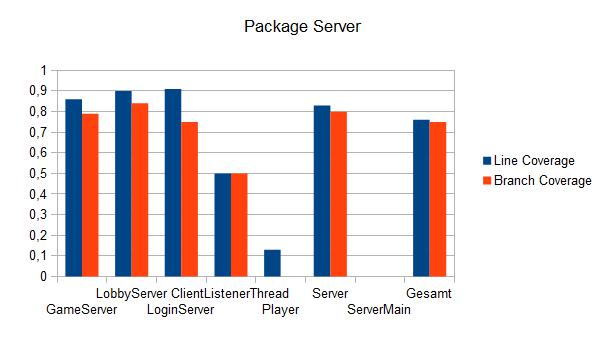 Package Server
1
0,9
0,8
0,7
0,6
0,5
0,4
0,3
0,2
0,1
0
Line Coverage
Branch Coverage
LobbyServer ClientListenerThread Server Gesamt
GameServer LoginServer Player ServerMain